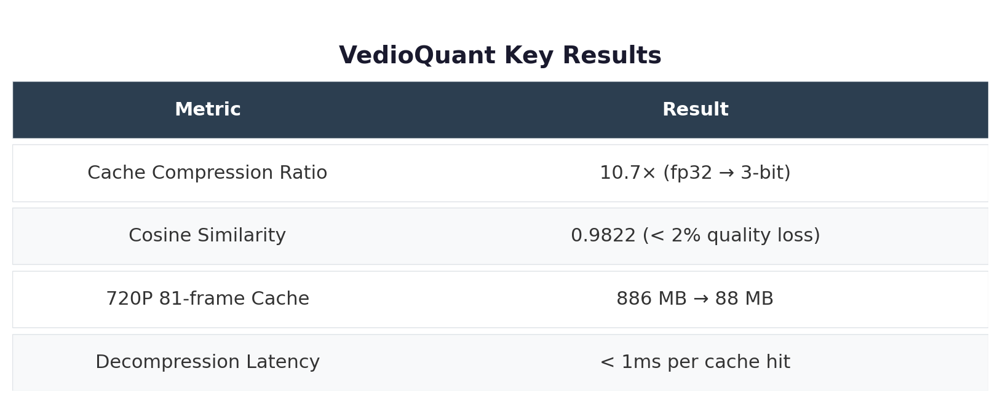 VedioQuant Key Results
Metric Result
Cache Compression Ratio 10.7× (fp32 → 3-bit)
Cosine Similarity 0.9822 (< 2% quality loss)
720P 81-frame Cache 886 MB → 88 MB
Decompression Latency < 1ms per cache hit